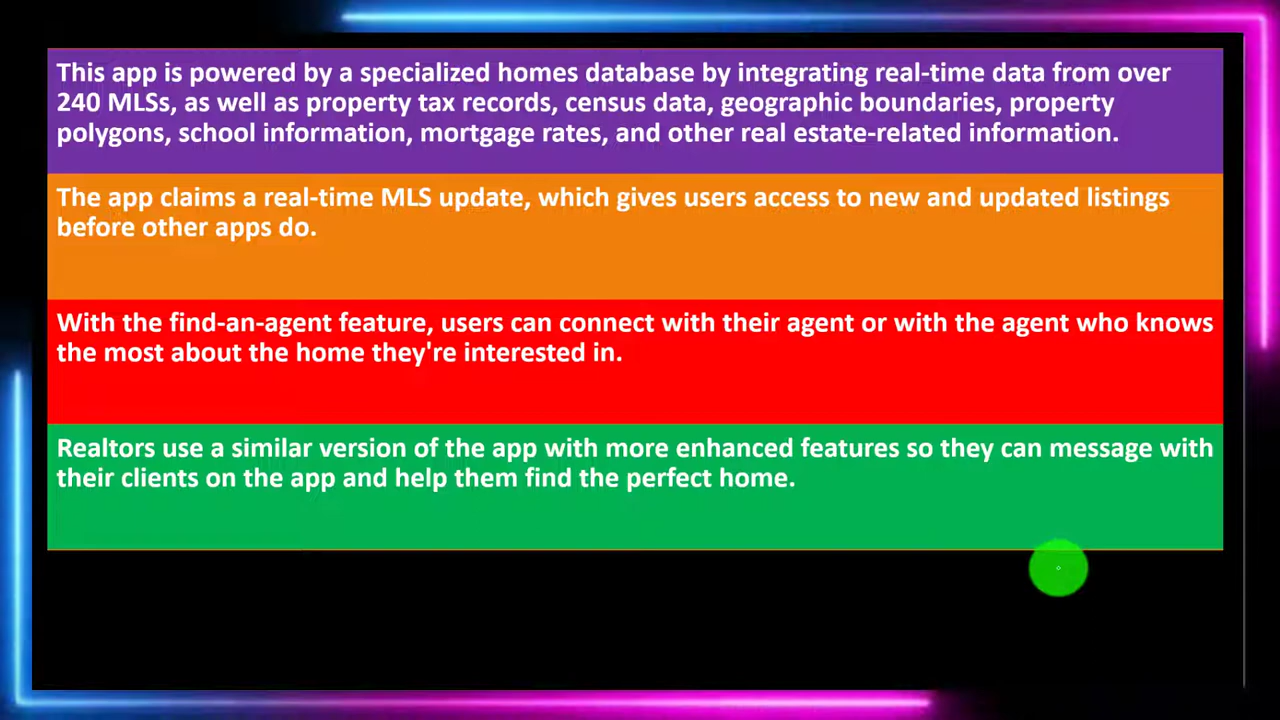 This app is powered by a specialized homes database by integrating real-time data from over
240 MLSs, as well as property tax records, census data, geographic boundaries, property
polygons, school information, mortgage rates, and other real estate-related information.
The app claims a real-time MLS update, which gives users access to new and updated listings
before other apps do.
With the find-an-agent feature, users can connect with their agent or with the agent who knows
the most about the home they're interested in.
Realtors use a similar version of the app with more enhanced features so they can message with
their clients on the app and help them find the perfect home.